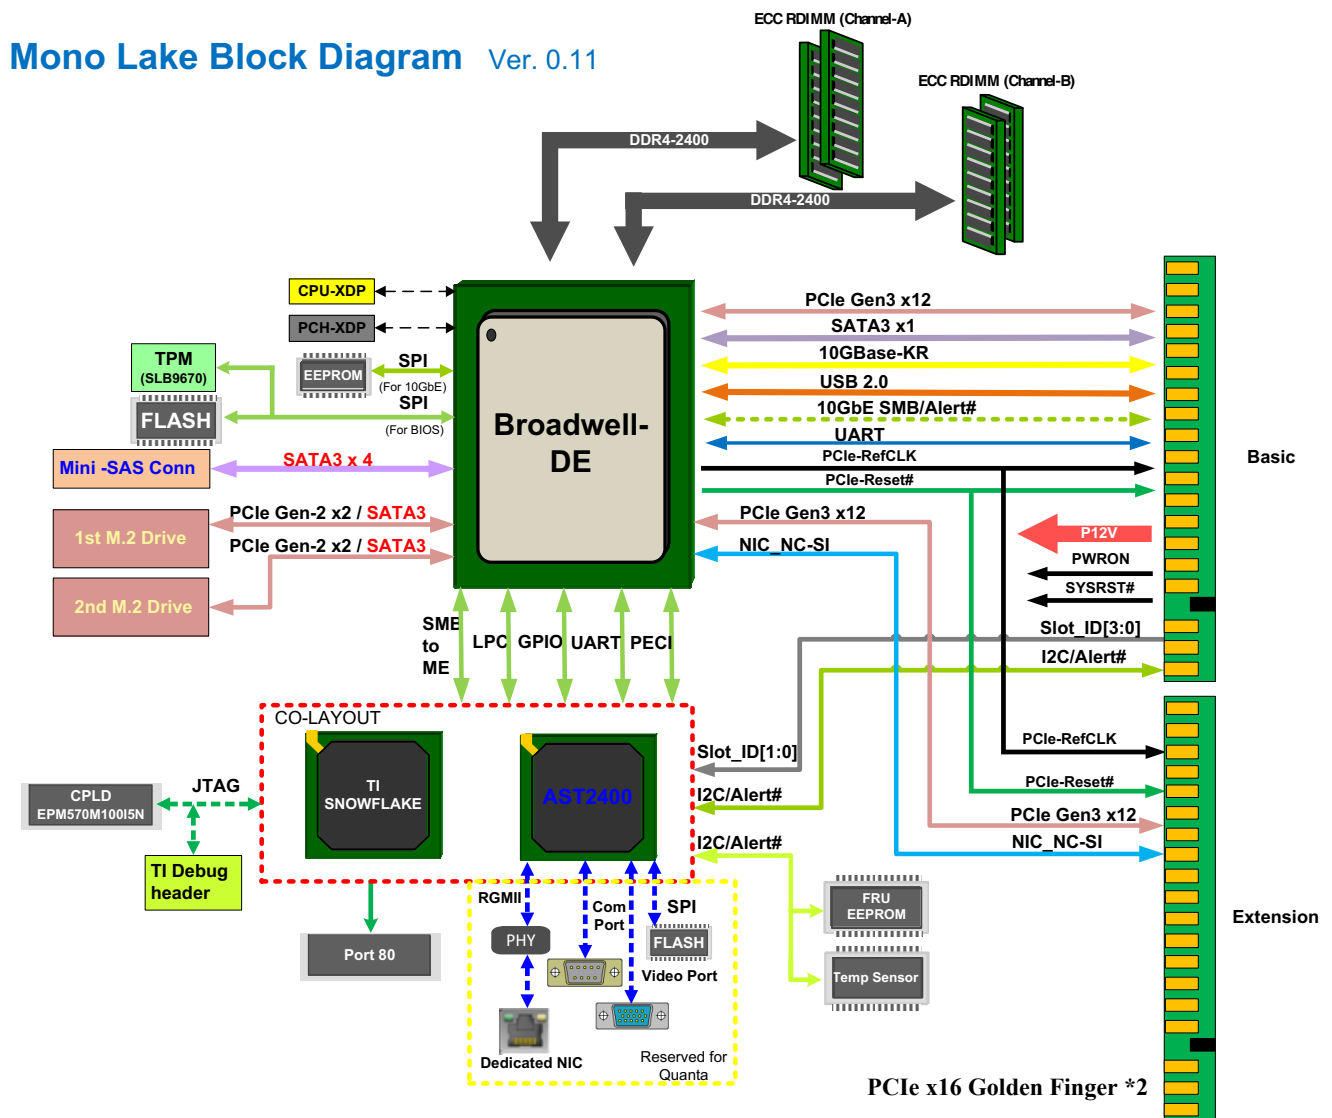 Mono Lake Block Diagram Ver. 0.11
ECC RDIMM (Channel-A)
ECC RDIMM (Channel-B)
DDR4-2400
DDR4-2400
CPU-XDP
PCH-XDP
EEPROM
SPI
(For 10GbE)
TPM
(SLB9670)
FLASH
SPI
(For BIOS)
Mini -SAS Conn
SATA3 x 4
1st M.2 Drive
PCIe Gen-2 x2 / SATA3
PCIe Gen-2 x2 / SATA3
2nd M.2 Drive
Broadwell-
DE
PCIe Gen3 x12
SATA3 x1
10GBase-KR
USB 2.0
10GbE SMB/Alert#
UART
PCIe-RefCLK
PCIe-Reset#
PCIe Gen3 x12
NIC_NC-SI
P12V
PWRON
SYSRST#
Slot_ID[3:0]
I2C/Alert#
Basic
SMB
to
ME
LPC
GPIO
UART
PECI
CO-LAYOUT
TI
SNOWFLAKE
AST2400
Slot_ID[1:0]
I2C/Alert#
I2C/Alert#
PCIe-RefCLK
PCIe-Reset#
PCIe Gen3 x12
NIC_NC-SI
Extension
CPLD
EPM570M100I5N
JTAG
TI Debug
header
Port 80
RGMII
PHY
Dedicated NIC
Com
Port
SPI
FLASH
Video Port
Reserved for
Quanta
FRU
EEPROM
Temp Sensor
PCIe x16 Golden Finger *2